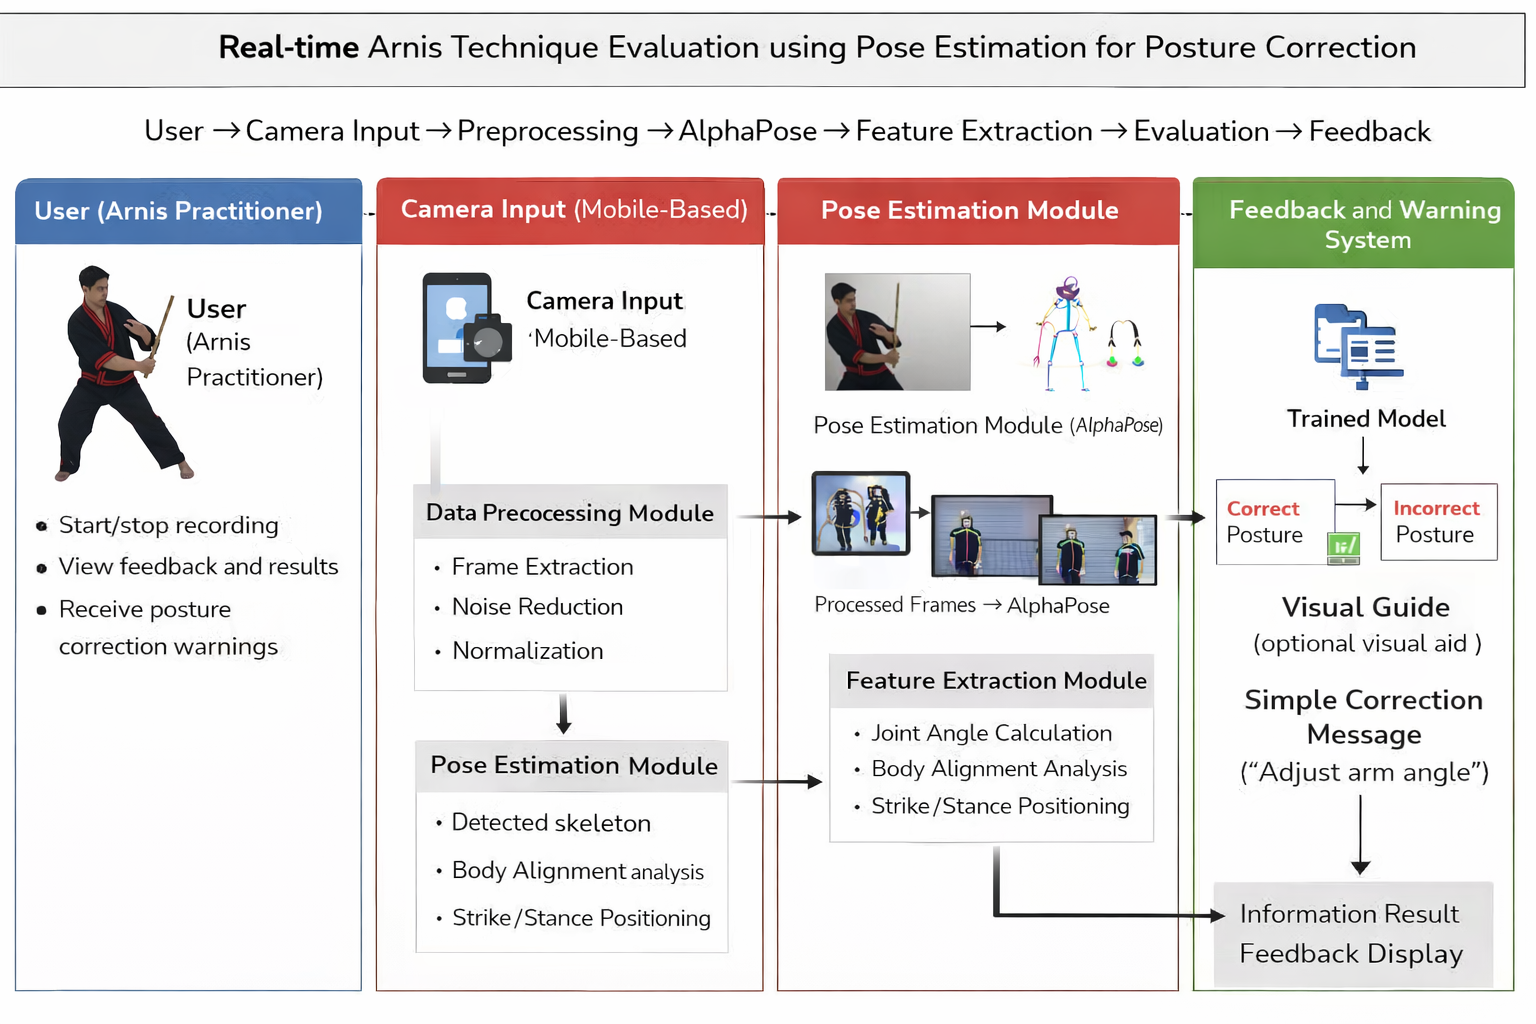 Real-time Arnis Technique Evaluation using Pose Estimation for Posture Correction
User → Camera Input → Preprocessing → AlphaPose → Feature Extraction → Evaluation → Feedback
User (Arnis Practitioner)
User
(Arnis
Practitioner)
• Start/stop recording
• View feedback and results
• Receive posture
correction warnings
Camera Input (Mobile-Based)
Camera Input
‘Mobile-Based
Data Precocessing Module
• Frame Extraction
• Noise Reduction
• Normalization
Pose Estimation Module
• Detected skeleton
• Body Alignment analysis
• Strike/Stance Positioning
Pose Estimation Module
Pose Estimation Module (AlphaPose)
Processed Frames → AlphaPose
Feature Extraction Module
• Joint Angle Calculation
• Body Alignment Analysis
• Strike/Stance Positioning
Feedback and Warning
System
Trained Model
Correct
Posture
Incorrect
Posture
Visual Guide
(optional visual aid )
Simple Correction
Message
(“Adjust arm angle”)
Information Result
Feedback Display